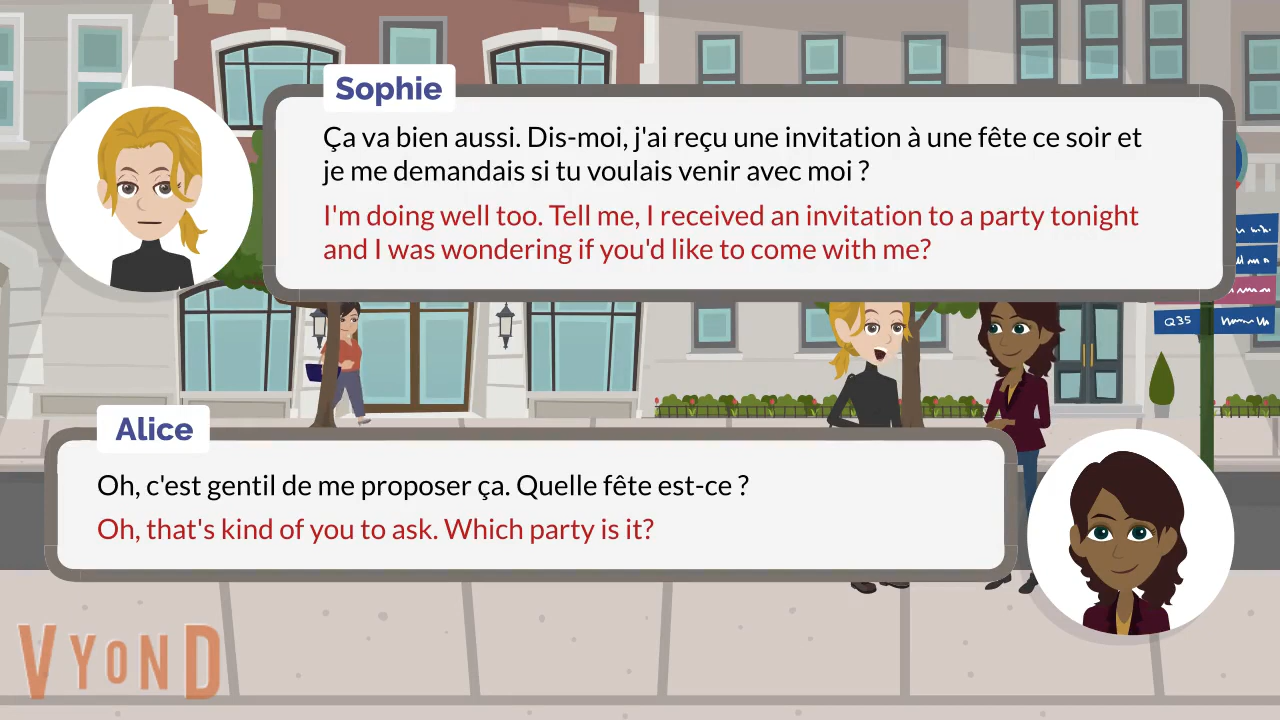 Sophie
Ça va bien aussi. Dis-moi, j'ai reçu une invitation à une fête ce soir et
je me demandais si tu voulais venir avec moi ?
I'm doing well too. Tell me, I received an invitation to a party tonight
and I was wondering if you'd like to come with me?
Q35
Alice
Oh, c'est gentil de me proposer ça. Quelle fête est-ce ?
Oh, that's kind of you to ask. Which party is it?
VYOND